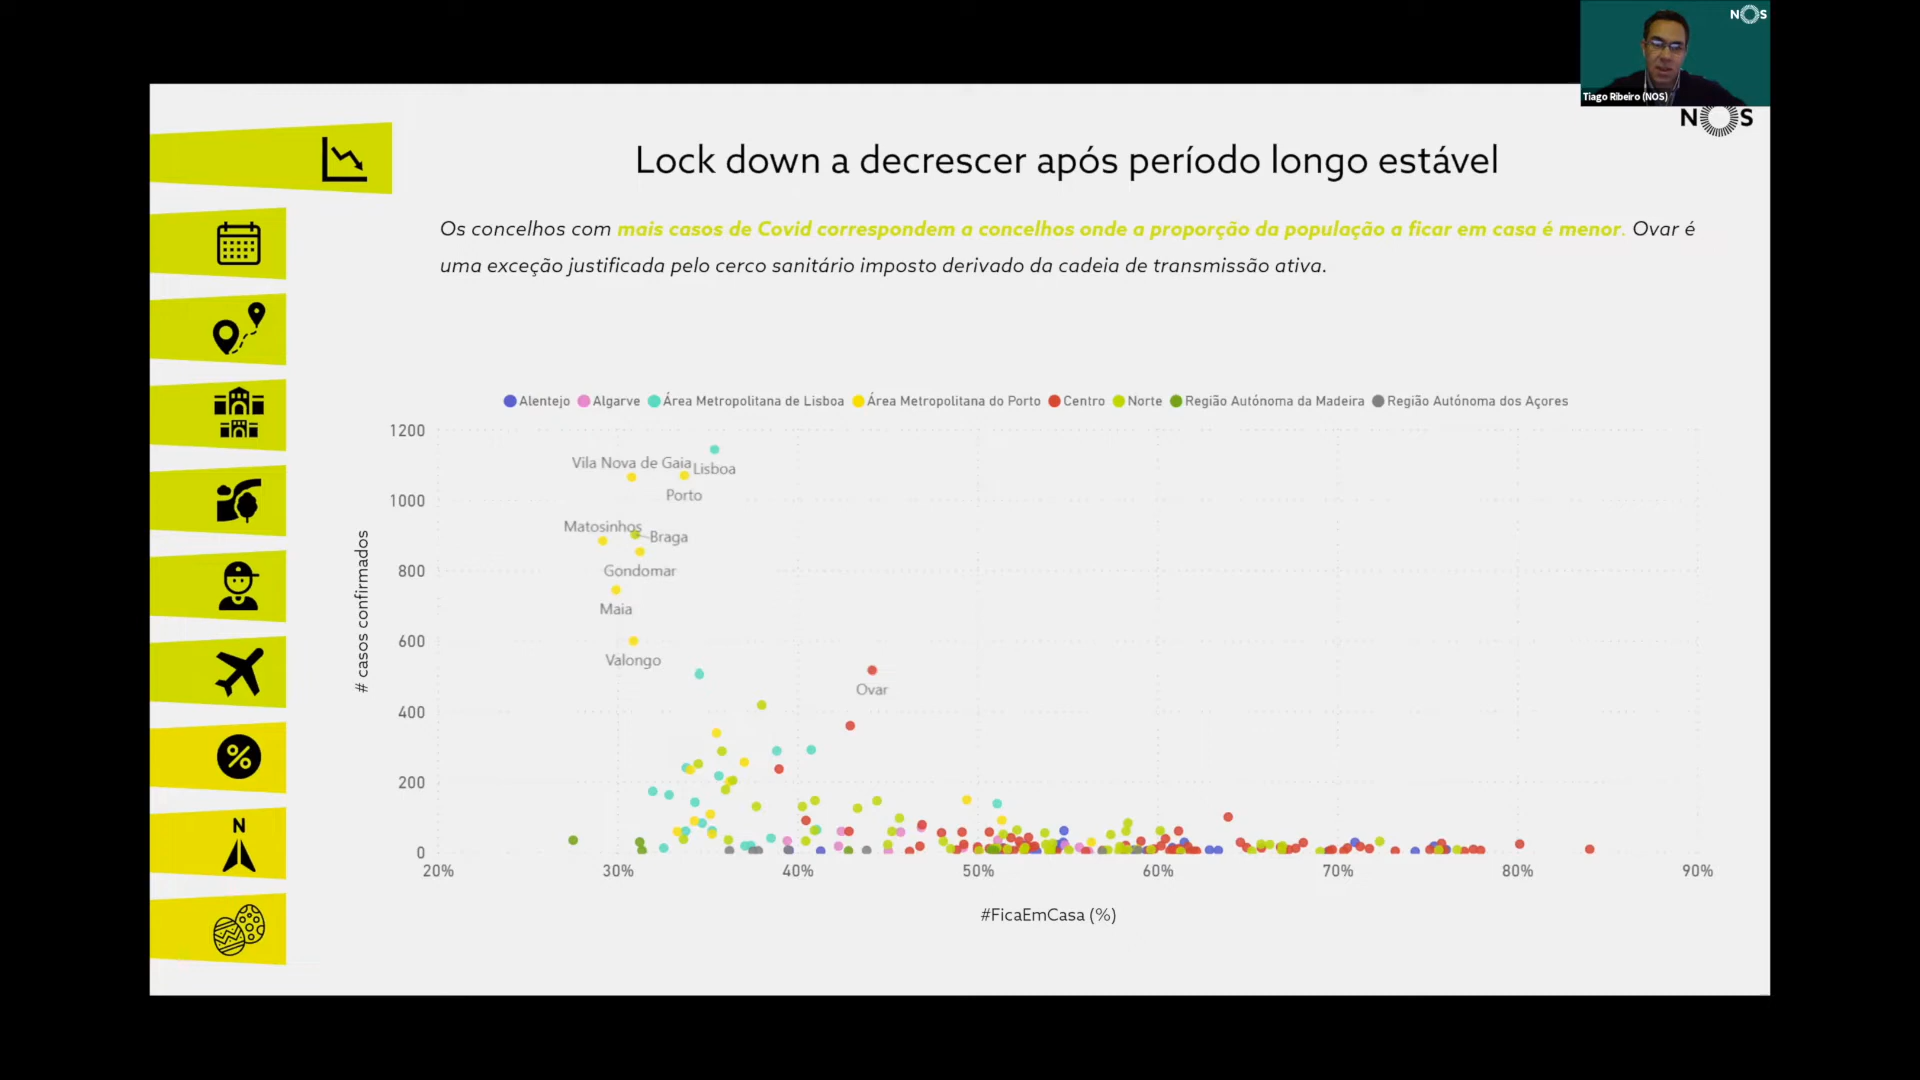 NOS
Tiago Ribeiro (NOS)
NOS
Lock down a decrescer após período longo estável
Os concelhos com mais casos de Covid correspondem a concelhos onde a proporção da população a ficar em casa é menor. Ovar é
uma exceção justificada pelo cerco sanitário imposto derivado da cadeia de transmissão ativa.
Alentejo Algarve Área Metropolitana de Lisboa Área Metropolitana do Porto Centro Norte Região Autónoma da Madeira Região Autónoma dos Açores
# casos confirmados
1200
1000
800
600
400
200
0
Vila Nova de Gaia
Lisboa
Porto
Matosinhos
Braga
Gondomar
Maia
Valongo
Ovar
20% 30% 40% 50% 60% 70% 80% 90%
#FicaEmCasa (%)
%
N